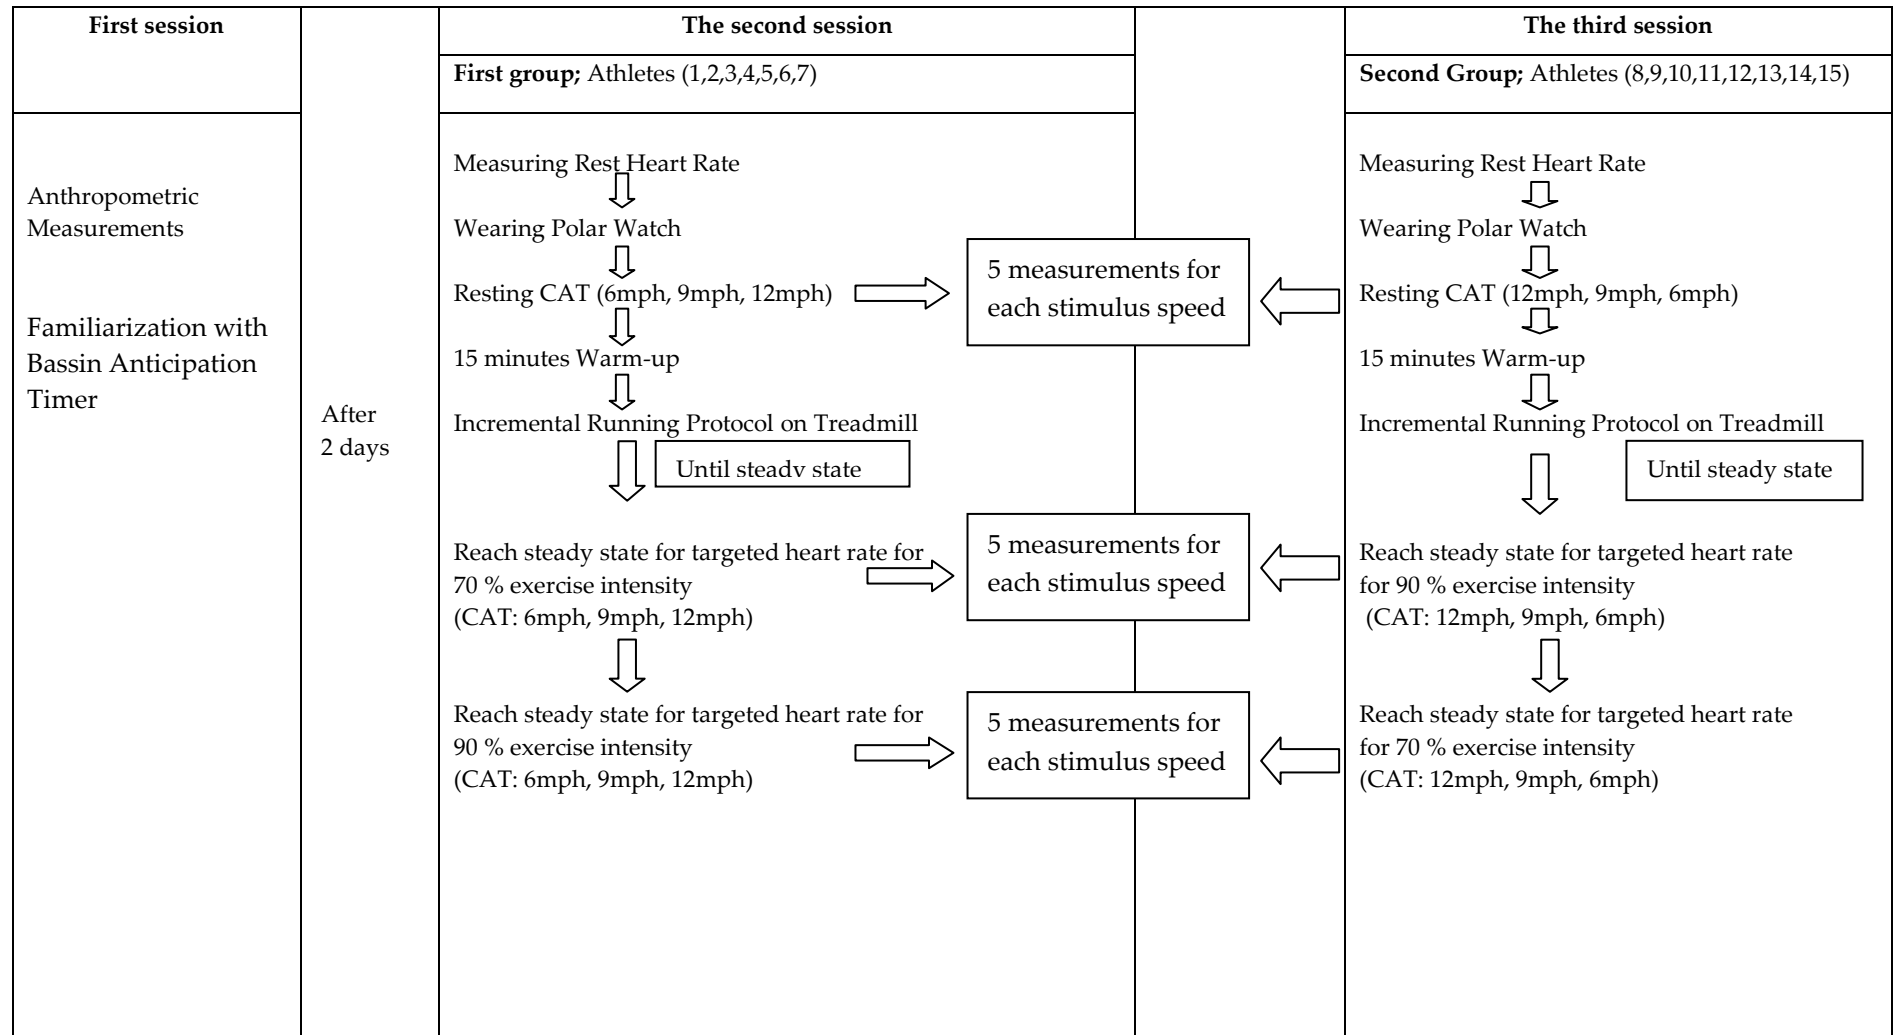 First session
Anthropometric
Measurements
Familiarization with
Bassin Anticipation
Timer
After
2 days
The second session
First group; Athletes (1,2,3,4,5,6,7)
Measuring Rest Heart Rate
Wearing Polar Watch
Resting CAT (6mph, 9mph, 12mph)
15 minutes Warm-up
Incremental Running Protocol on Treadmill
Until steady state
Reach steady state for targeted heart rate for
70 % exercise intensity
(CAT: 6mph, 9mph, 12mph)
Reach steady state for targeted heart rate for
90 % exercise intensity
(CAT: 6mph, 9mph, 12mph)
5 measurements for
each stimulus speed
5 measurements for
each stimulus speed
5 measurements for
each stimulus speed
The third session
Second Group; Athletes (8,9,10,11,12,13,14,15)
Measuring Rest Heart Rate
Wearing Polar Watch
Resting CAT (12mph, 9mph, 6mph)
15 minutes Warm-up
Incremental Running Protocol on Treadmill
Until steady state
Reach steady state for targeted heart rate
for 90 % exercise intensity
(CAT: 12mph, 9mph, 6mph)
Reach steady state for targeted heart rate
for 70 % exercise intensity
(CAT: 12mph, 9mph, 6mph)